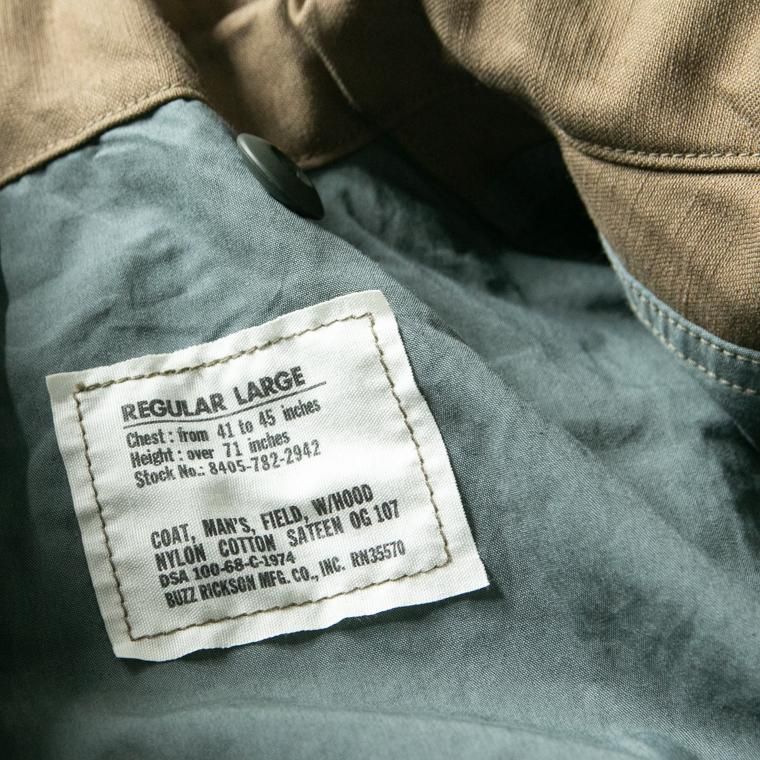 REGULAR LARGE
Chest: from 41 to 45 inches
Height: over 71 inches
Stock No.: 8405-782-2942
COAT, MAN'S, FIELD, W/HOOD
NYLON COTTON SATEEN OG 107
DSA 100-68-C-1974
BUZZ RICKSON MFG. CO., INC. RN35570